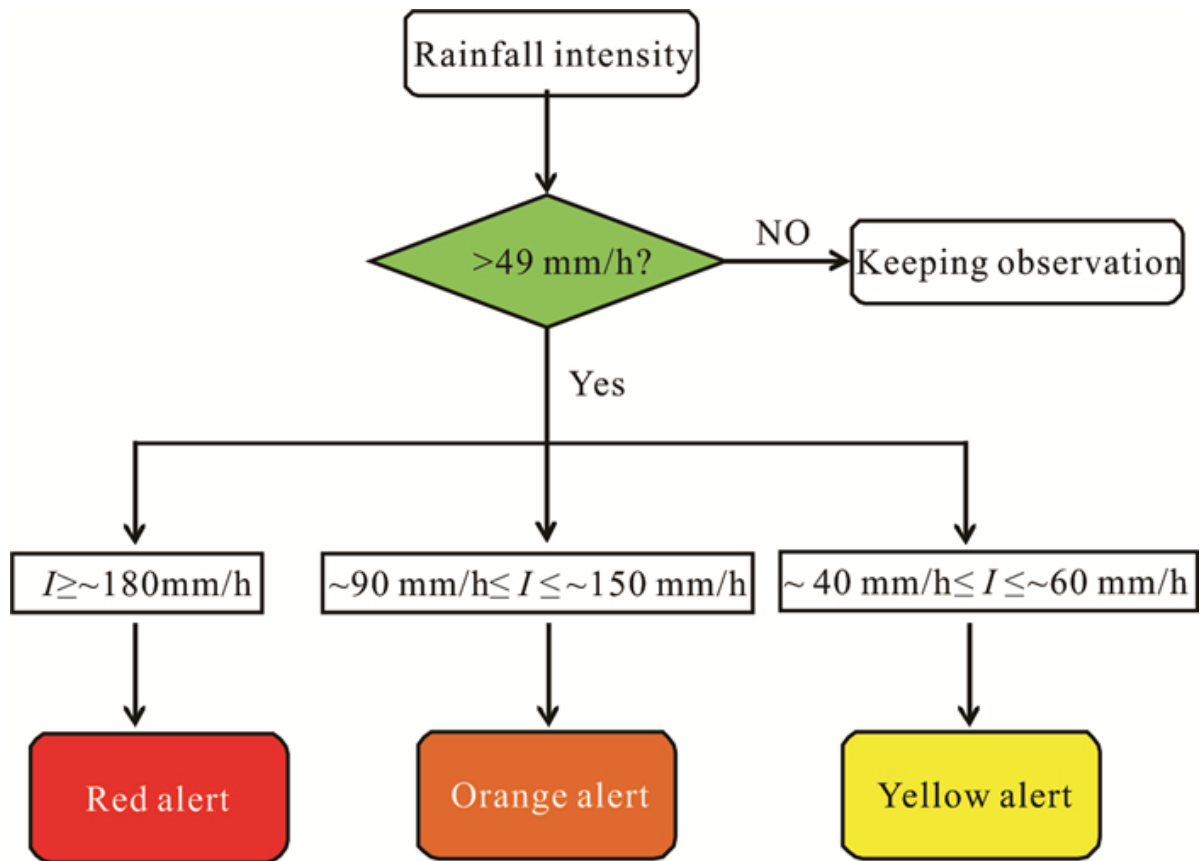 Rainfall intensity
>49 mm/h?
NO
Keeping observation
Yes
I≥~180mm/h
~90 mm/h≤ I ≤~150 mm/h
~ 40 mm/h≤ I ≤~60 mm/h
Red alert
Orange alert
Yellow alert